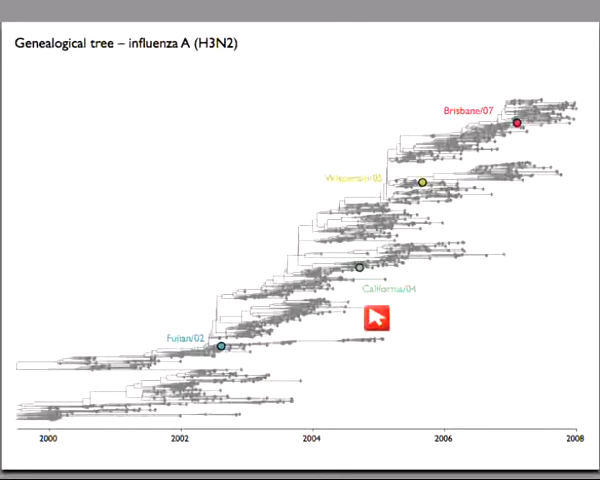 Genealogical tree – influenza A (H3N2)
Brisbane/07
Wisconsin/05
California/04
Fujian/02
2000 2002 2004 2006 2008